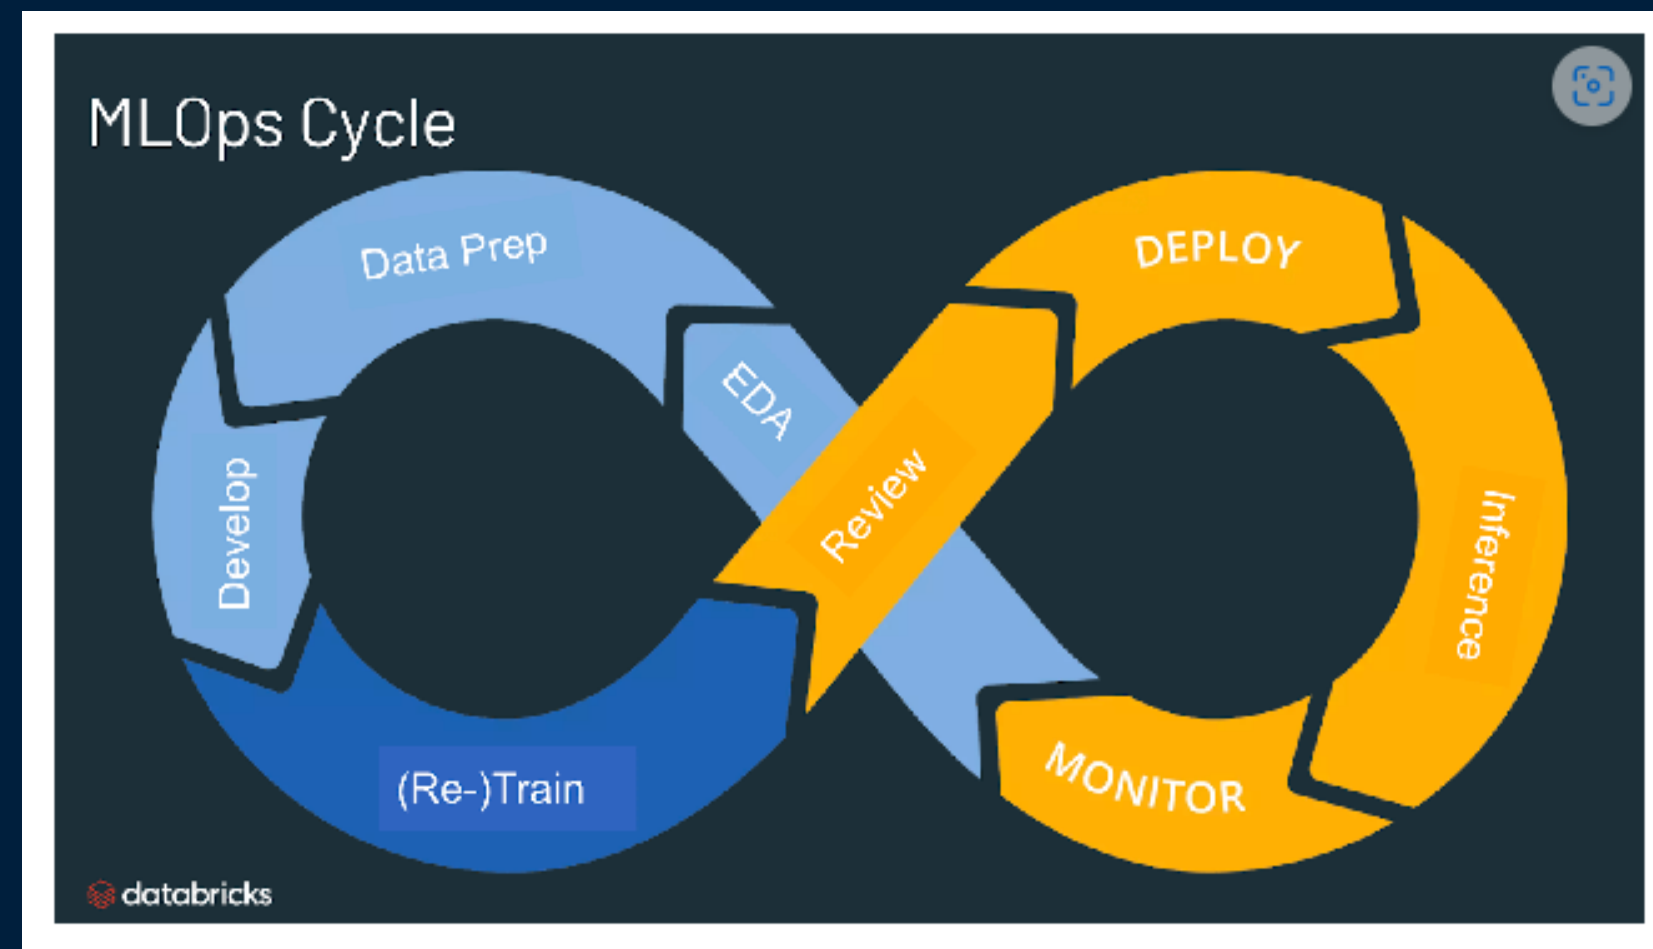 MLOps Cycle
Data Prep
DEPLOY
EDA
Review
Develop
Inference
MONITOR
(Re-)Train
databricks